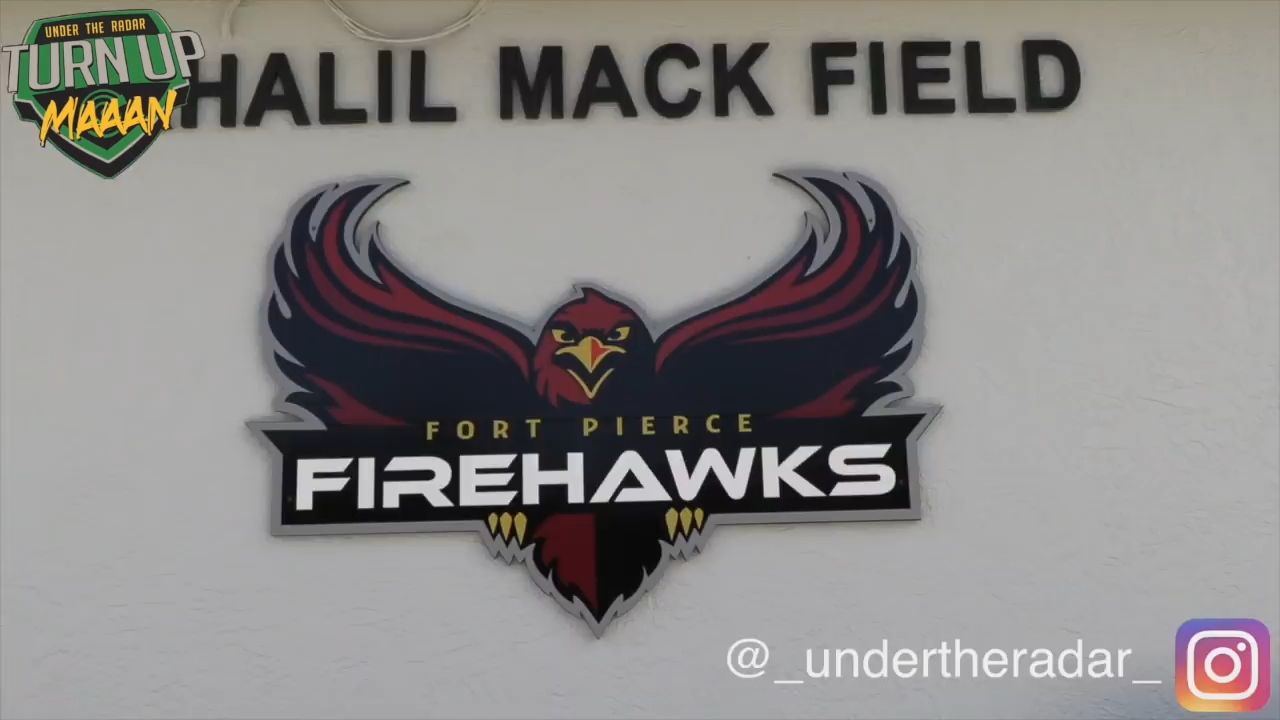 UNDER THE RADAR
TURN UP
MAAAN
HALIL MACK FIELD
FORT PIERCE
FIREHAWKS
@_undertheradar_